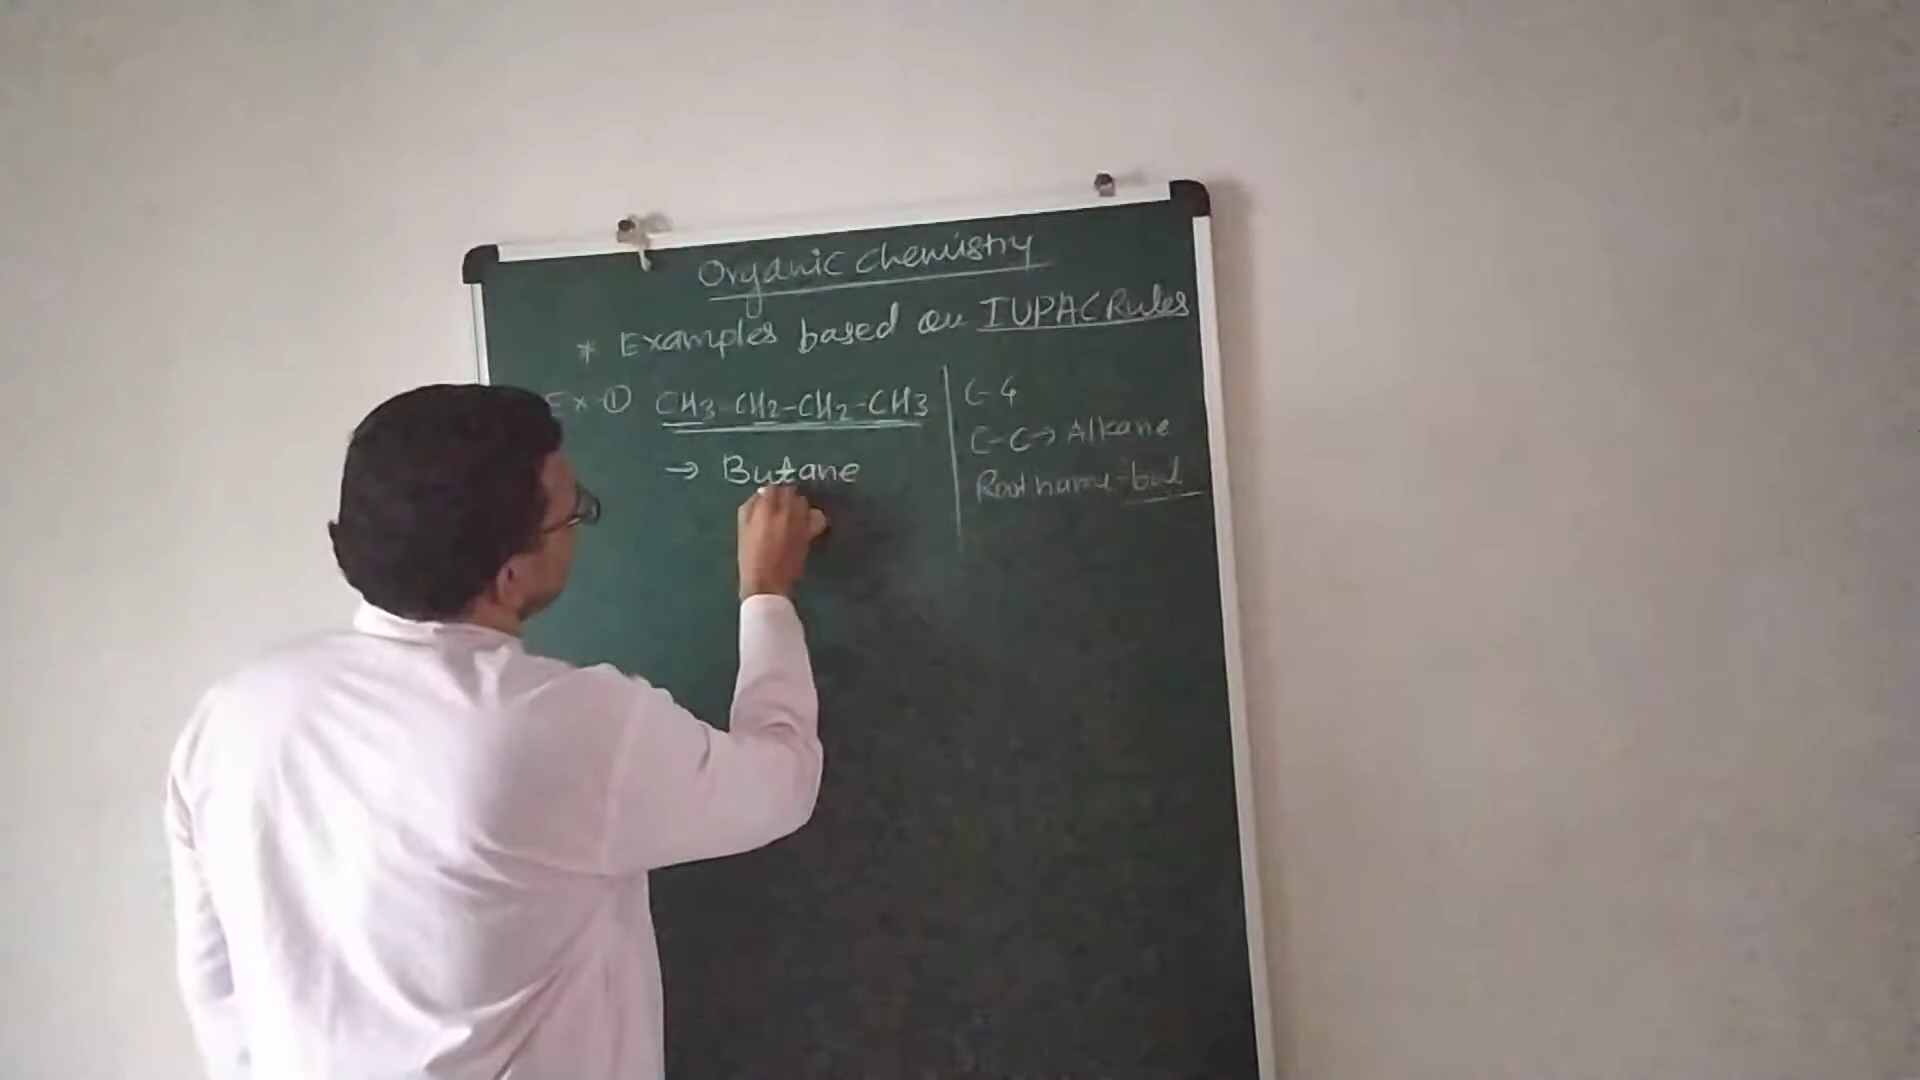 Organic chemistry
* Examples based on IUPAC Rules
Ex ① CH3-CH2-CH2-CH3
→ Butane
C-4
C-C→ Alkane
Root name-but